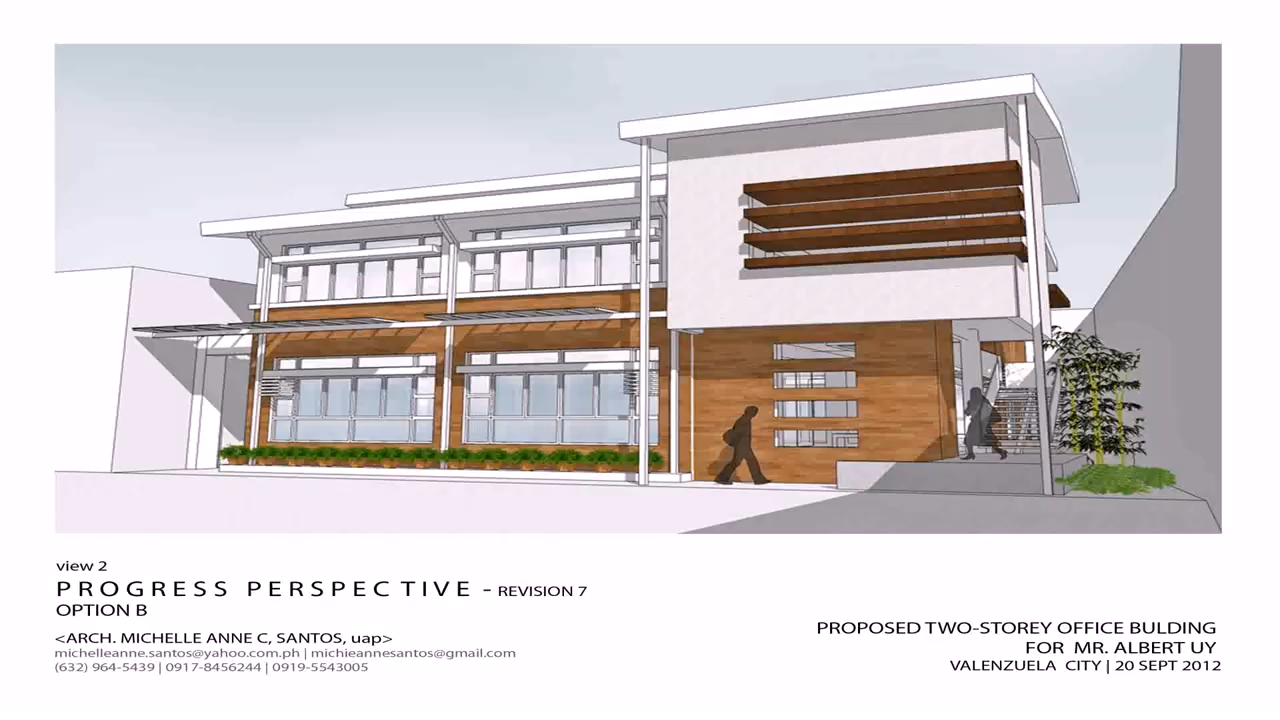 view 2
PROGRESS PERSPECTIVE - REVISION 7
OPTION B
<ARCH. MICHELLE ANNE C, SANTOS, uap>
michelleanne.santos@yahoo.com.ph | michieannesantos@gmail.com
(632) 964-5439 | 0917-8456244 | 0919-5543005
PROPOSED TWO-STOREY OFFICE BULDING
FOR MR. ALBERT UY
VALENZUELA CITY | 20 SEPT 2012